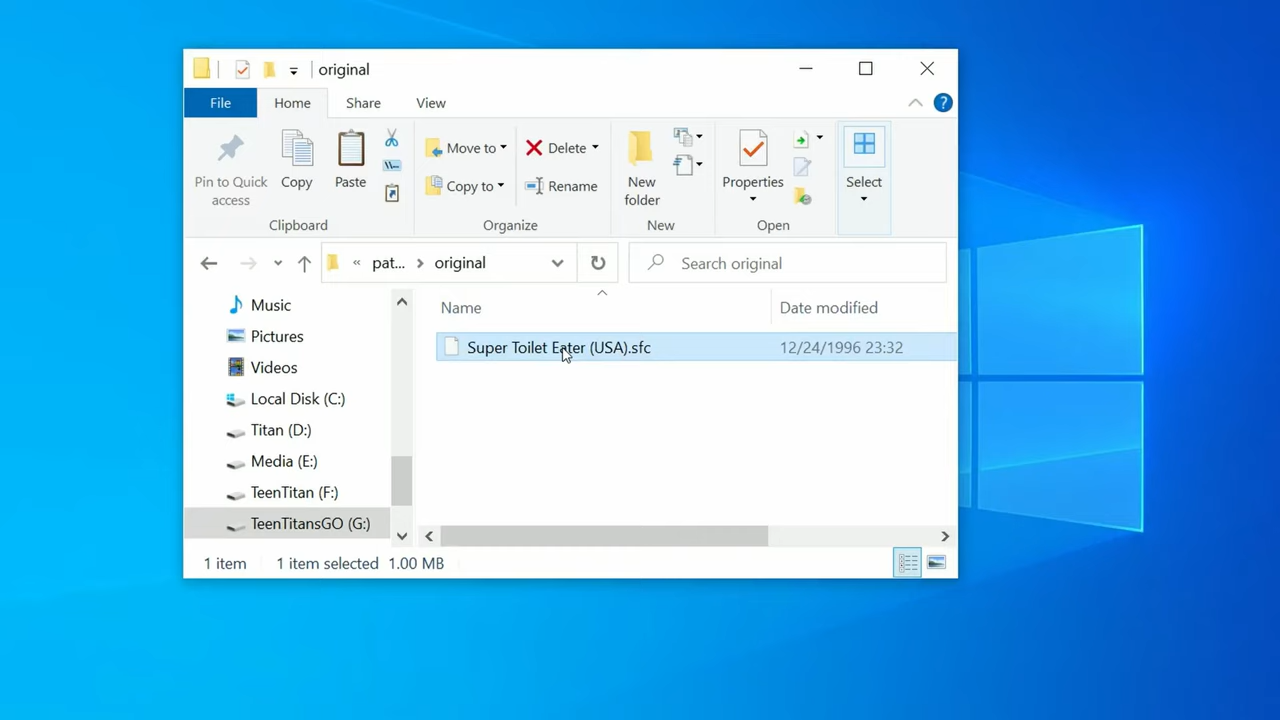 original
File Home Share View ?
Pin to Quick access
Copy
Paste
Clipboard
Move to
Copy to
Delete
Rename
Organize
New folder
New
Properties
Open
Select
« pat... > original
Search original
Name Date modified
Super Toilet Eater (USA).sfc 12/24/1996 23:32
Music
Pictures
Videos
Local Disk (C:)
Titan (D:)
Media (E:)
TeenTitan (F:)
TeenTitansGO (G:)
1 item 1 item selected 1.00 MB